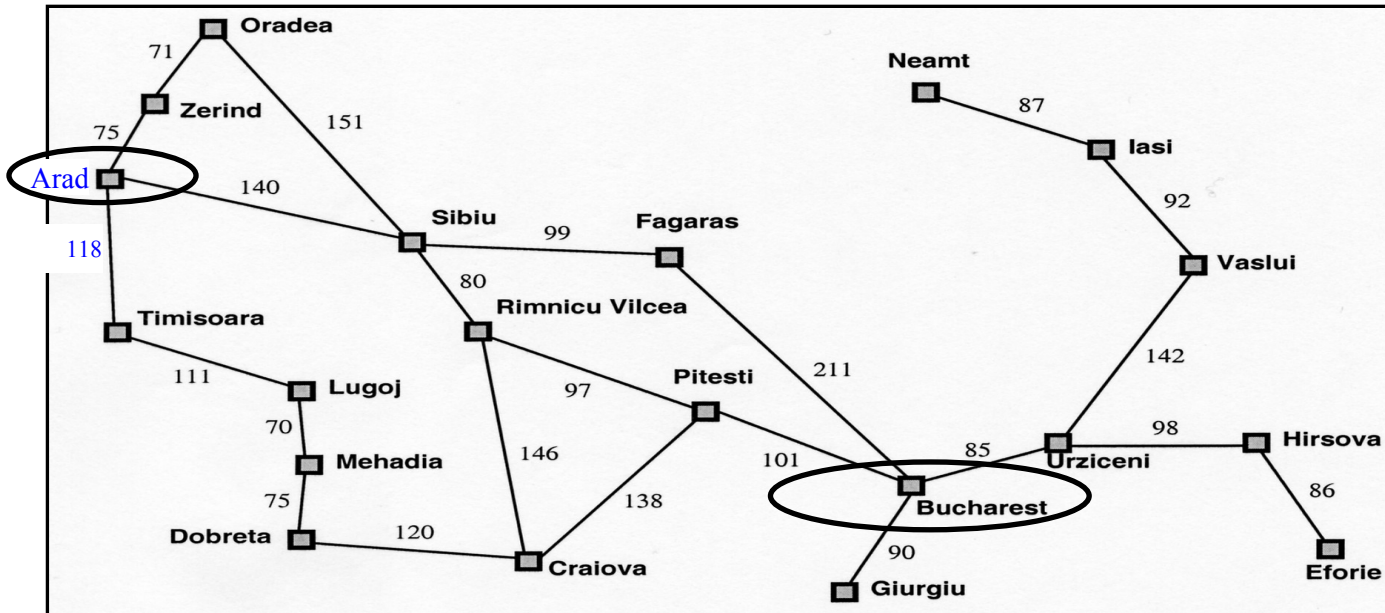 Oradea
71
Neamt
87
Zerind
151
75
Iasi
Arad
140
92
Sibiu
Fagaras
99
118
Vaslui
80
Timisoara
Rimnicu Vilcea
142
111
Lugoj
97
Pitesti
211
70
98
Hirsova
Mehadia
146
101
85
Urziceni
75
138
Bucharest
86
Dobreta
120
90
Craiova
Giurgiu
Eforie